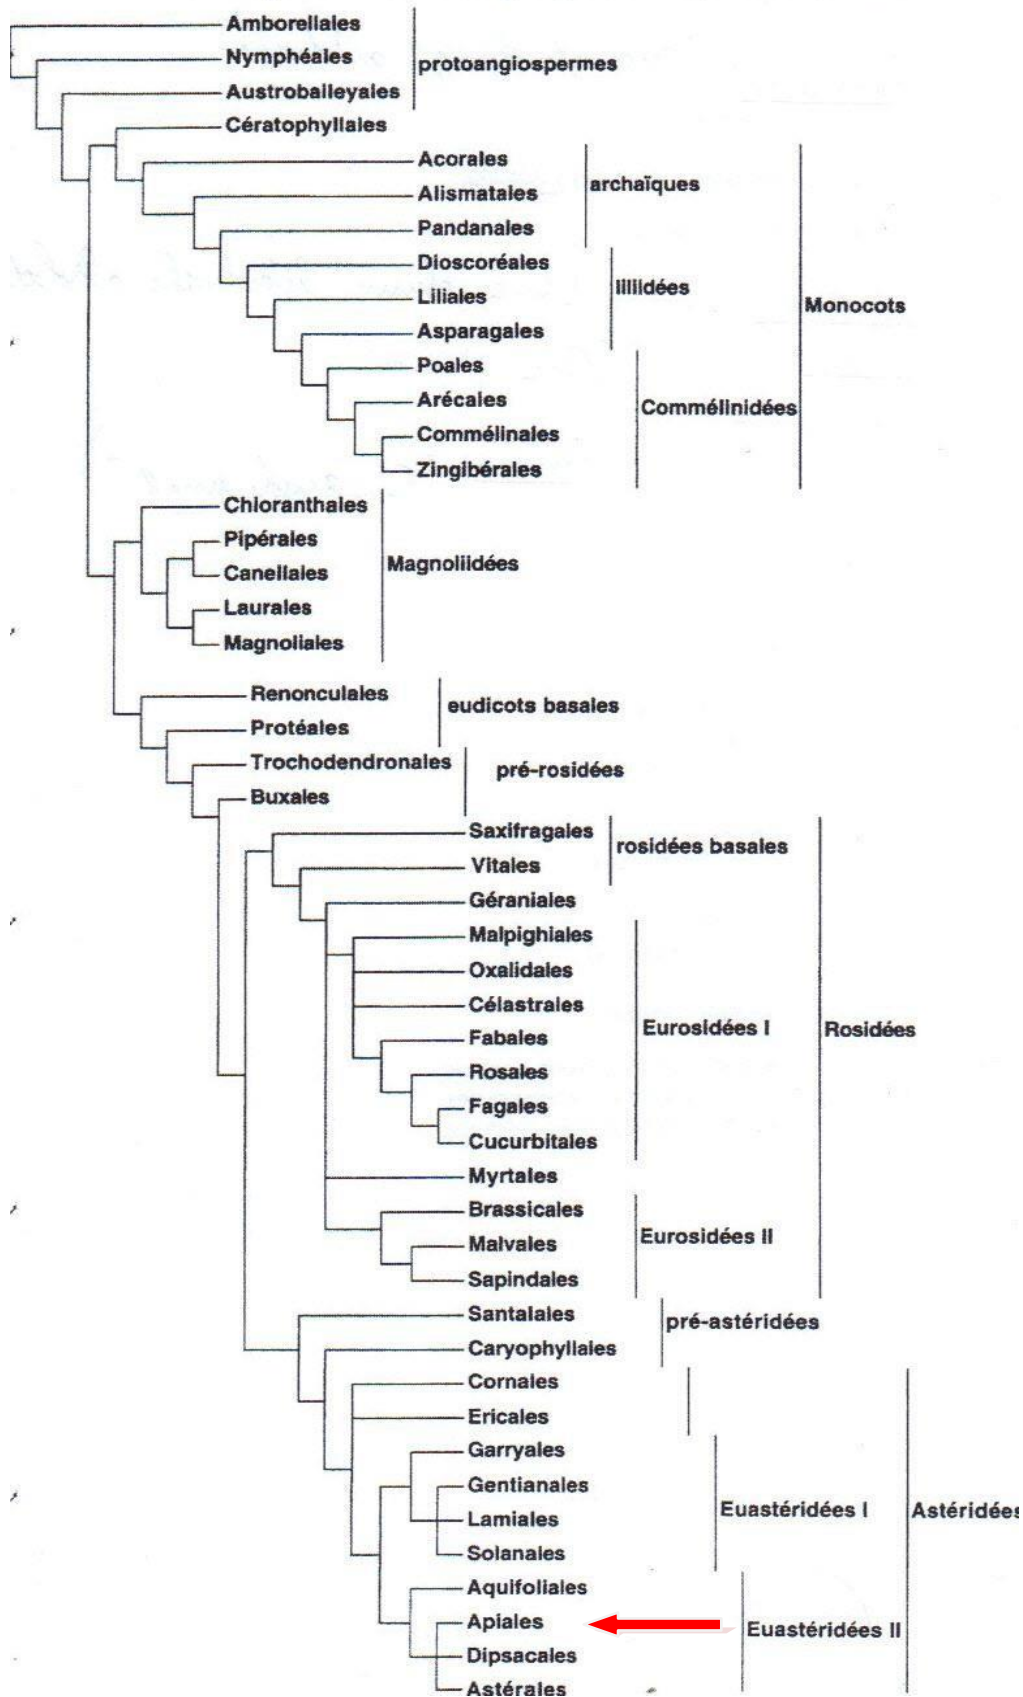 Amborellales
Nymphéales
protoangiospermes
Austrobaileyales
Cératophyllales
Acorales
archaïques
Alismatales
Pandanales
Dioscoréales
liliidées
Liliales
Monocots
Asparagales
Poales
Arécales
Commélinidées
Commélinales
Zingibérales
Chloranthales
Pipérales
Magnoliidées
Canellales
Laurales
Magnoliales
Renonculales
eudicots basales
Protéales
Trochodendronales
pré-rosidées
Buxales
Saxifragales
rosidées basales
Vitales
Géraniales
Malpighiales
Oxalidales
Célastrales
Eurosidées I
Rosidées
Fabales
Rosales
Fagales
Cucurbitales
Myrtales
Brassicales
Eurosidées II
Malvales
Sapindales
Santalales
pré-astéridées
Caryophyllales
Cornales
Ericales
Garryales
Gentianales
Euastéridées I
Astéridées
Lamiales
Solanales
Aquifoliales
Apiales
Euastéridées II
Dipsacales
Astérales